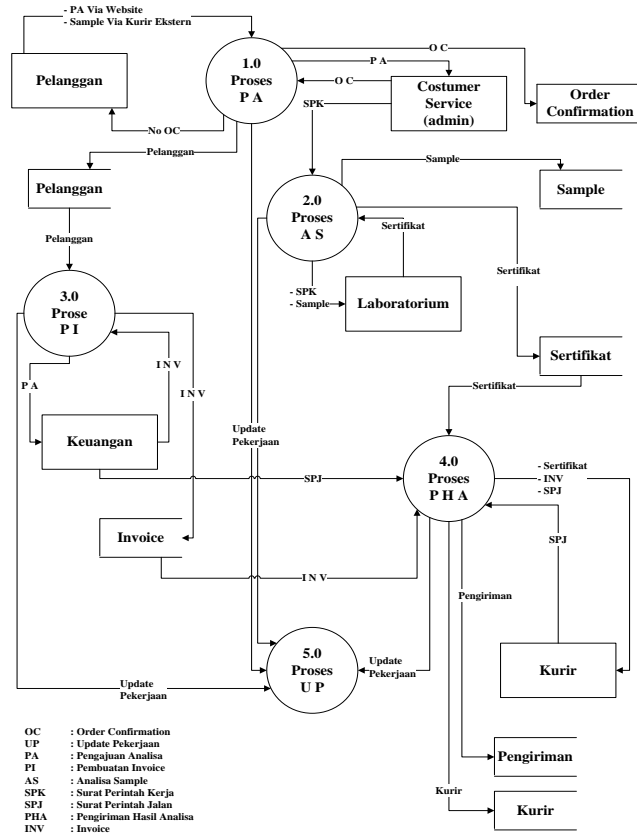 - PA Via Website
- Sample Via Kurir Ekstern
Pelanggan
1.0
Proses
P A
O C
P A
O C
Costumer
Service
(admin)
Order
Confirmation
No OC
SPK
Pelanggan
Pelanggan
Sample
Sample
2.0
Proses
A S
Sertifikat
Pelanggan
Sertifikat
- SPK
- Sample
Laboratorium
3.0
Prose
P I
Sertifikat
P A
I N V
I N V
Sertifikat
Keuangan
Update
Pekerjaan
4.0
Proses
P H A
- Sertifikat
- INV
- SPJ
SPJ
Invoice
SPJ
I N V
Pengiriman
5.0
Proses
U P
Update
Pekerjaan
Kurir
Update
Pekerjaan
Pengiriman
Kurir
Kurir
OC : Order Confirmation
UP : Update Pekerjaan
PA : Pengajuan Analisa
PI : Pembuatan Invoice
AS : Analisa Sample
SPK : Surat Perintah Kerja
SPJ : Surat Perintah Jalan
PHA : Pengiriman Hasil Analisa
INV : Invoice